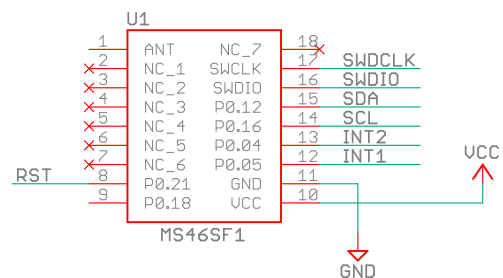 U1
1 ANT NC_7 18
2 NC_1 SWCLK 17 SWDCLK
3 NC_2 SWDIO 16 SWDIO
4 NC_3 P0.12 15 SDA
5 NC_4 P0.16 14 SCL
6 NC_5 P0.04 13 INT2
7 NC_6 P0.05 12 INT1
RST 8 P0.21 GND 11
9 P0.18 VCC 10
VCC
MS46SF1
GND